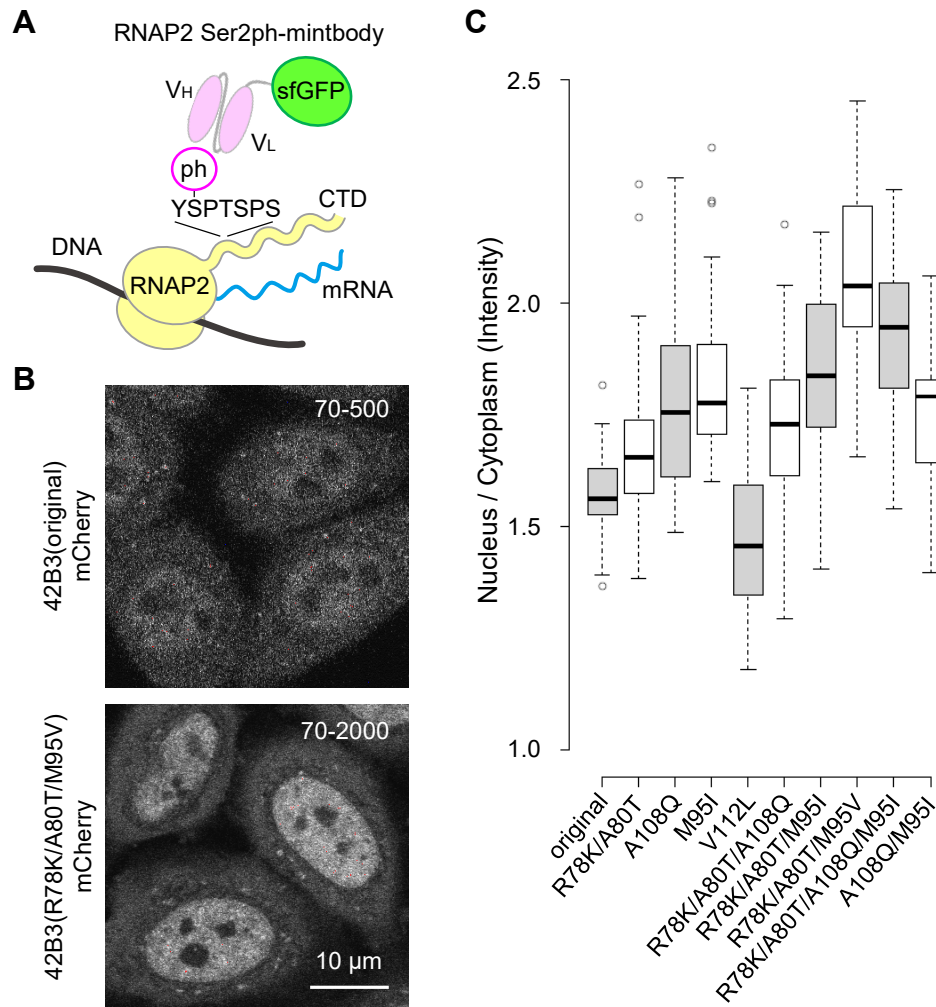 A
RNAP2 Ser2ph-mintbody
VH
sfGFP
VL
ph
YSPTSPS
CTD
DNA
RNAP2
mRNA
B
70-500
42B3(original)
mCherry
70-2000
42B3(R78K/A80T/M95V)
mCherry
10 µm
C
Nucleus / Cytoplasm (Intensity)
2.5
2.0
1.5
1.0
original
R78K/A80T
A108Q
M95I
V112L
R78K/A80T/A108Q
R78K/A80T/M95I
R78K/A80T/M95V
R78K/A80T/A108Q/M95I
A108Q/M95I